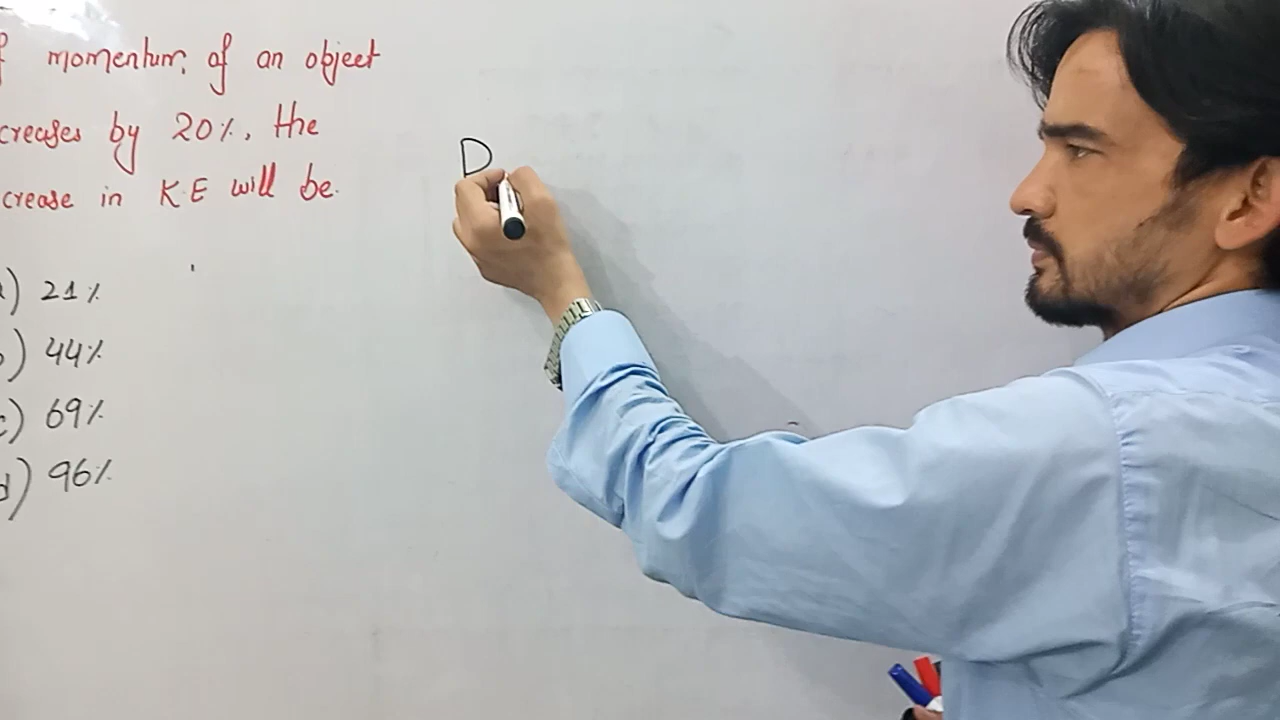 f momentum of an object
creases by 20%, the
crease in K.E will be.
a) 21%
b) 44%
c) 69%
d) 96%
D